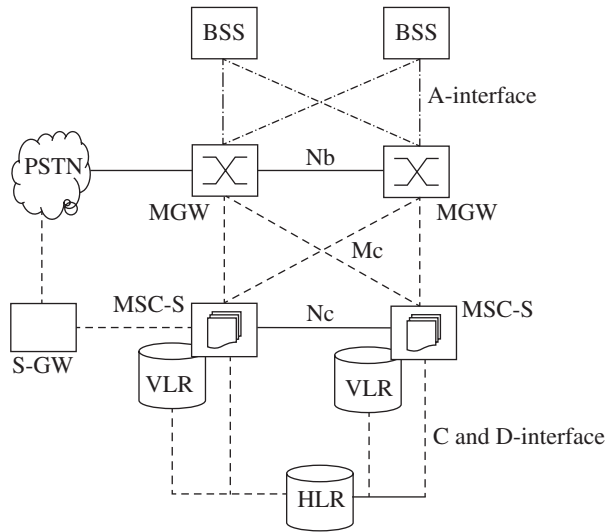 BSS
BSS
A-interface
PSTN
Nb
MGW
MGW
Mc
MSC-S
Nc
MSC-S
S-GW
VLR
VLR
C and D-interface
HLR